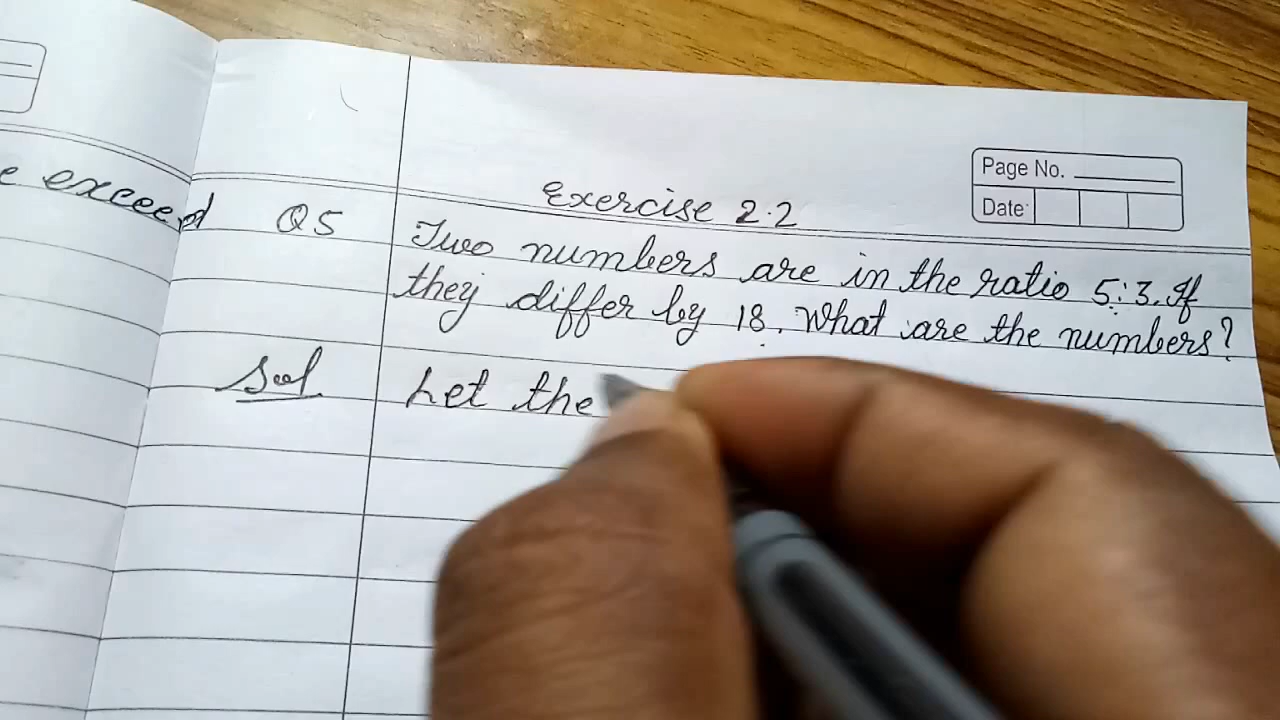 Page No.
Date
e exceed
Exercise 2.2
Q5 Two numbers are in the ratio 5:3. If
they differ by 18. What are the numbers?
Sol Let the